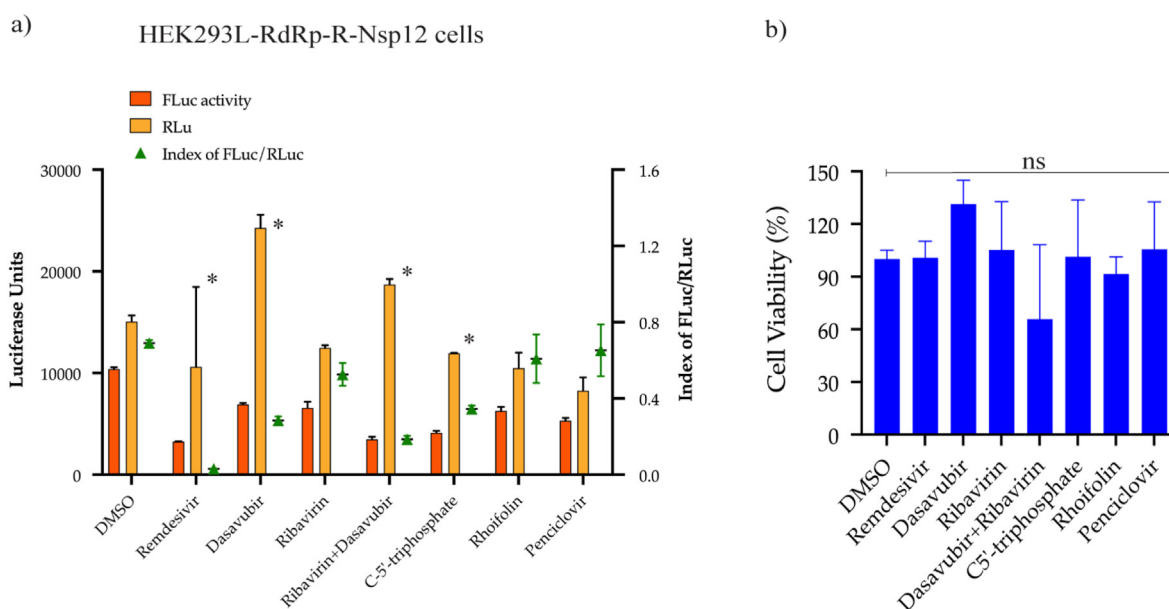 a)
HEK293L-RdRp-R-Nsp12 cells
FLuc activity
RLu
Index of FLuc/RLuc
Luciferase Units
30000
20000
10000
0
1.6
1.2
0.8
0.4
0.0
Index of FLuc/RLuc
*
*
*
*
DMSO
Remdesivir
Dasavubir
Ribavirin
Ribavirin+Dasavubir
C-5'-triphosphate
Rhoifolin
Penciclovir
b)
ns
Cell Viability (%)
150
120
90
60
30
0
DMSO
Remdesivir
Dasavubir
Ribavirin
Dasavubir+Ribavirin
C5'-triphosphate
Rhoifolin
Penciclovir